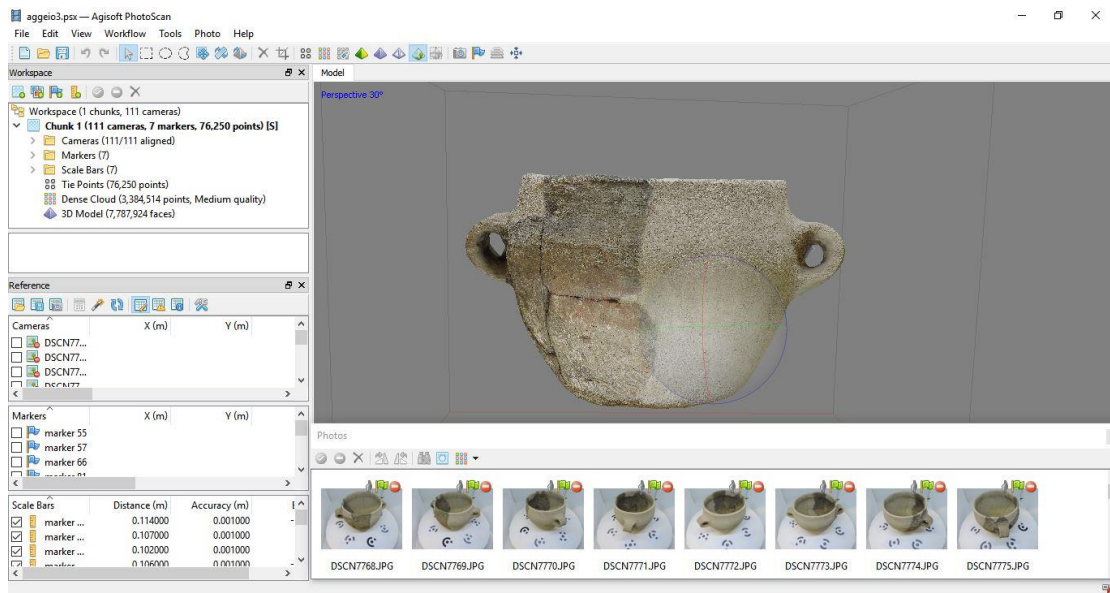 aggeio3.psx — Agisoft PhotoScan
File Edit View Workflow Tools Photo Help
Workspace
Workspace (1 chunks, 111 cameras)
Chunk 1 (111 cameras, 7 markers, 76,250 points) [S]
Cameras (111/111 aligned)
Markers (7)
Scale Bars (7)
Tie Points (76,250 points)
Dense Cloud (3,384,514 points, Medium quality)
3D Model (7,787,924 faces)
Reference
Cameras X (m) Y (m)
DSCN77...
DSCN77...
DSCN77...
DSCN77
Markers X (m) Y (m)
marker 55
marker 57
marker 66
marker 81
Scale Bars Distance (m) Accuracy (m)
marker ... 0.114000 0.001000
marker ... 0.107000 0.001000
marker ... 0.102000 0.001000
marker 0.106000 0.001000
Model
Perspective 30°
Photos
DSCN7768.JPG DSCN7769.JPG DSCN7770.JPG DSCN7771.JPG DSCN7772.JPG DSCN7773.JPG DSCN7774.JPG DSCN7775.JPG